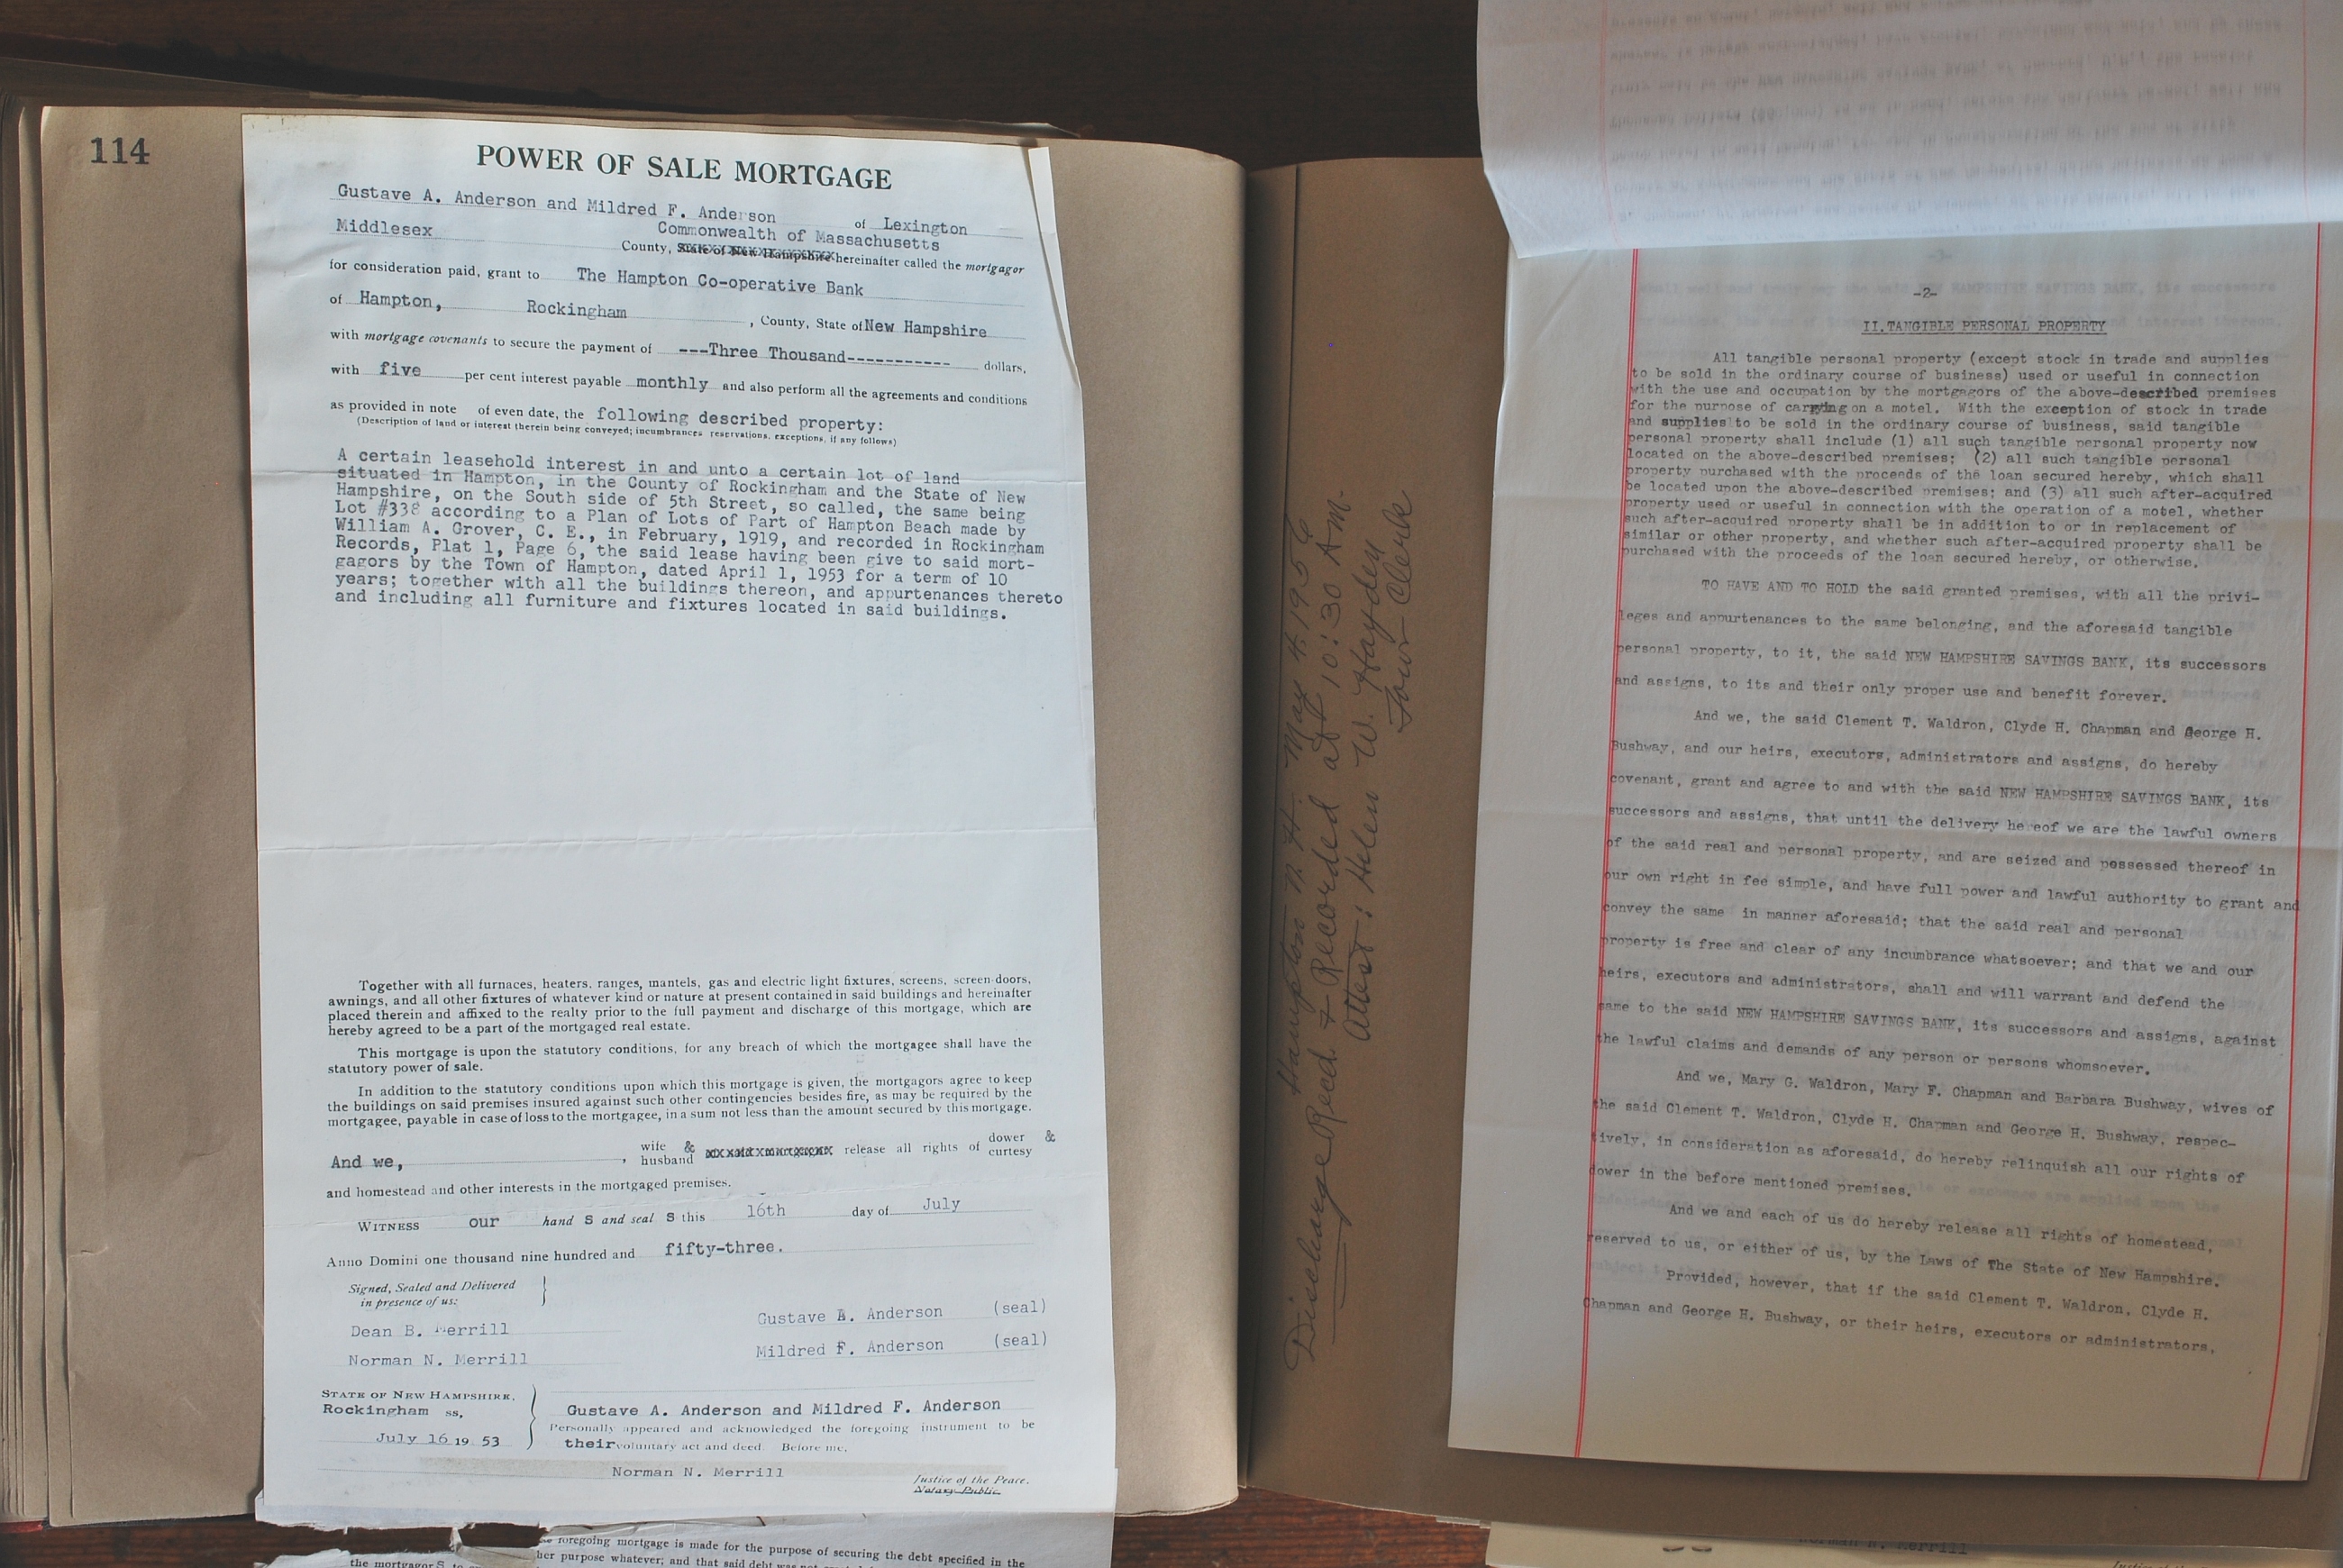 114
POWER OF SALE MORTGAGE
Gustave A. Anderson and Mildred F. Anderson of Lexington
Middlesex Commonwealth of Massachusetts
County, State of New Hampshire hereinafter called the mortgagor
for consideration paid, grant to The Hampton Co-operative Bank
of Hampton, Rockingham , County, State of New Hampshire
with mortgage covenants to secure the payment of ---Three Thousand----------- dollars,
with five per cent interest payable monthly and also perform all the agreements and conditions
as provided in note of even date, the following described property:
(Description of land or interest therein being conveyed; incumbrances reservations, exceptions, if any follows)
A certain leasehold interest in and unto a certain lot of land
situated in Hampton, in the County of Rockingham and the State of New
Hampshire, on the South side of 5th Street, so called, the same being
Lot #338 according to a Plan of Lots of Part of Hampton Beach made by
William A. Grover, C. E., in February, 1919, and recorded in Rockingham
Records, Plat 1, Page 6, the said lease having been give to said mort-
gagors by the Town of Hampton, dated April 1, 1953 for a term of 10
years; together with all the buildings thereon, and appurtenances thereto
and including all furniture and fixtures located in said buildings.
Together with all furnaces, heaters, ranges, mantels, gas and electric light fixtures, screens, screen-doors,
awnings, and all other fixtures of whatever kind or nature at present contained in said buildings and hereinafter
placed therein and affixed to the realty prior to the full payment and discharge of this mortgage, which are
hereby agreed to be a part of the mortgaged real estate.
This mortgage is upon the statutory conditions, for any breach of which the mortgagee shall have the
statutory power of sale.
In addition to the statutory conditions upon which this mortgage is given, the mortgagors agree to keep
the buildings on said premises insured against such other contingencies besides fire, as may be required by the
mortgagee, payable in case of loss to the mortgagee, in a sum not less than the amount secured by this mortgage.
And we, , wife & husband release all rights of dower & curtesy
and homestead and other interests in the mortgaged premises.
WITNESS our hand S and seal S this 16th day of July
Anno Domini one thousand nine hundred and fifty-three.
Signed, Sealed and Delivered
in presence of us:
Gustave A. Anderson (seal)
Dean B. Merrill
Mildred F. Anderson (seal)
Norman N. Merrill
STATE OF NEW HAMPSHIRE,
Rockingham ss,
July 16 19 53
Gustave A. Anderson and Mildred F. Anderson
Personally appeared and acknowledged the foregoing instrument to be
their voluntary act and deed. Before me,
Norman N. Merrill
Justice of the Peace.
Notary Public.
foregoing mortgage is made for the purpose of securing the debt specified in the
the mortgagor S
her purpose whatever; and that said debt was not
Hampton N. H. May 4, 1956
Discharge Recd. & Recorded at 10:30 AM.
Attest: Helen W. Hayden
Town Clerk
-2-
II. TANGIBLE PERSONAL PROPERTY
All tangible personal property (except stock in trade and supplies
to be sold in the ordinary course of business) used or useful in connection
with the use and occupation by the mortgagors of the above-described premises
for the purpose of carrying on a motel. With the exception of stock in trade
and supplies to be sold in the ordinary course of business, said tangible
personal property shall include (1) all such tangible personal property now
located on the above-described premises; (2) all such tangible personal
property purchased with the proceeds of the loan secured hereby, which shall
be located upon the above-described premises; and (3) all such after-acquired
property used or useful in connection with the operation of a motel, whether
such after-acquired property shall be in addition to or in replacement of
similar or other property, and whether such after-acquired property shall be
purchased with the proceeds of the loan secured hereby, or otherwise.
TO HAVE AND TO HOLD the said granted premises, with all the privi-
leges and appurtenances to the same belonging, and the aforesaid tangible
personal property, to it, the said NEW HAMPSHIRE SAVINGS BANK, its successors
and assigns, to its and their only proper use and benefit forever.
And we, the said Clement T. Waldron, Clyde H. Chapman and George H.
Bushway, and our heirs, executors, administrators and assigns, do hereby
covenant, grant and agree to and with the said NEW HAMPSHIRE SAVINGS BANK, its
successors and assigns, that until the delivery hereof we are the lawful owners
of the said real and personal property, and are seized and possessed thereof in
our own right in fee simple, and have full power and lawful authority to grant and
convey the same in manner aforesaid; that the said real and personal
property is free and clear of any incumbrance whatsoever; and that we and our
heirs, executors and administrators, shall and will warrant and defend the
same to the said NEW HAMPSHIRE SAVINGS BANK, its successors and assigns, against
the lawful claims and demands of any person or persons whomsoever.
And we, Mary G. Waldron, Mary F. Chapman and Barbara Bushway, wives of
the said Clement T. Waldron, Clyde H. Chapman and George H. Bushway, respec-
tively, in consideration as aforesaid, do hereby relinquish all our rights of
dower in the before mentioned premises.
And we and each of us do hereby release all rights of homestead,
reserved to us, or either of us, by the Laws of The State of New Hampshire.
Provided, however, that if the said Clement T. Waldron, Clyde H.
Chapman and George H. Bushway, or their heirs, executors or administrators,
Norman N. Merrill